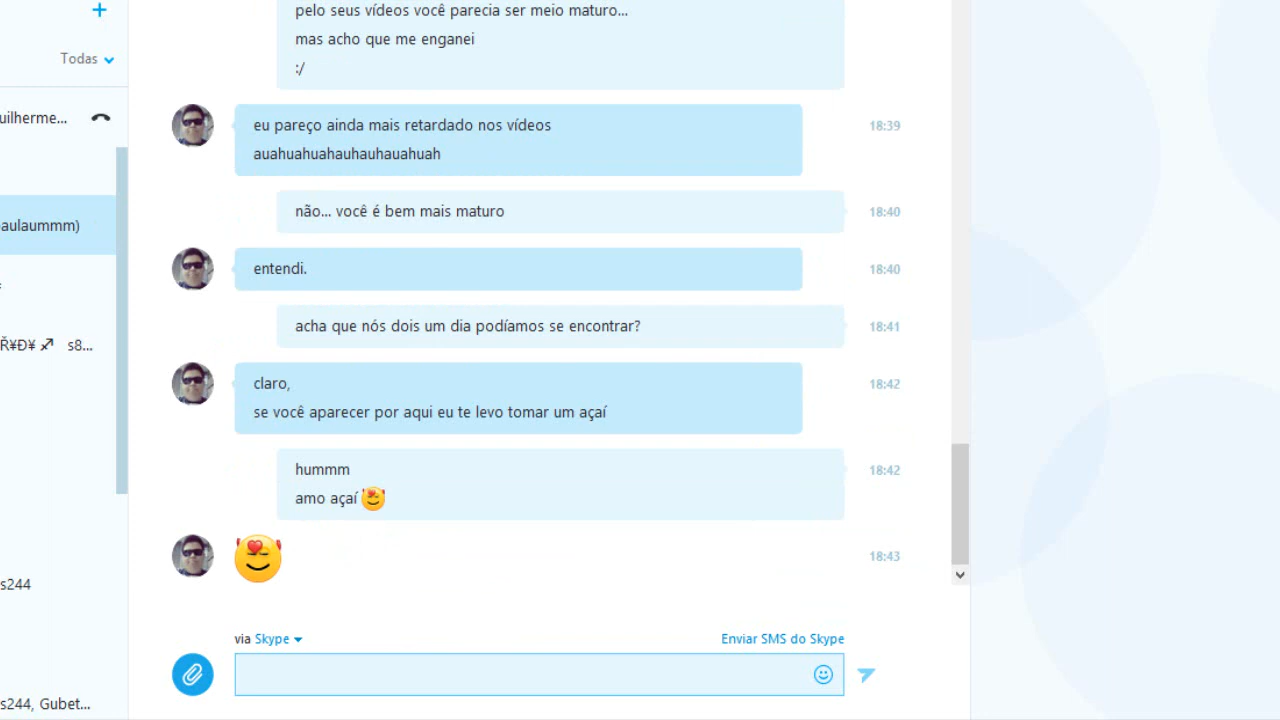 pelo seus vídeos você parecia ser meio maturo...
mas acho que me enganei
:/
Todas
uilherme...
eu pareço ainda mais retardado nos vídeos
auahuahuahauhauhauahuah
18:39
não... você é bem mais maturo
18:40
aulaummm)
entendi.
18:40
acha que nós dois um dia podíamos se encontrar?
18:41
Ř¥Đ¥ ♐ s8...
claro,
se você aparecer por aqui eu te levo tomar um açaí
18:42
hummm
amo açaí
18:42
18:43
s244
via Skype
Enviar SMS do Skype
s244, Gubet...